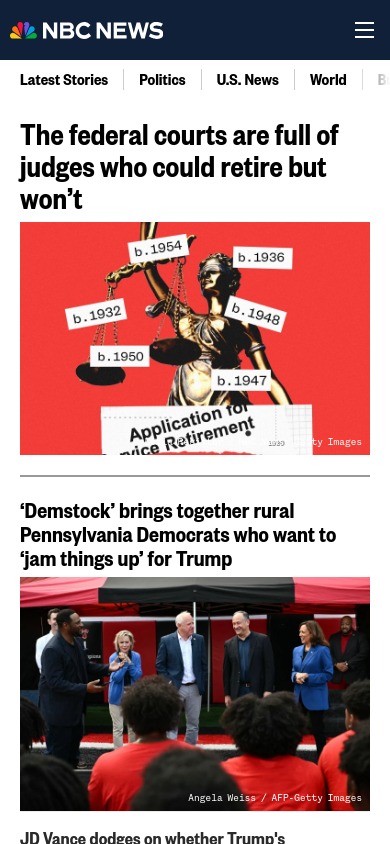 NBC NEWS
Latest Stories
Politics
U.S. News
World
The federal courts are full of
judges who could retire but
won’t
b.1954
b.1936
b.1932
b.1948
b.1950
b.1947
Application for
Retirement
Images
‘Demstock’ brings together rural
Pennsylvania Democrats who want to
‘jam things up’ for Trump
Angela Weiss / AFP-Getty Images
JD Vance dodges on whether Trump's